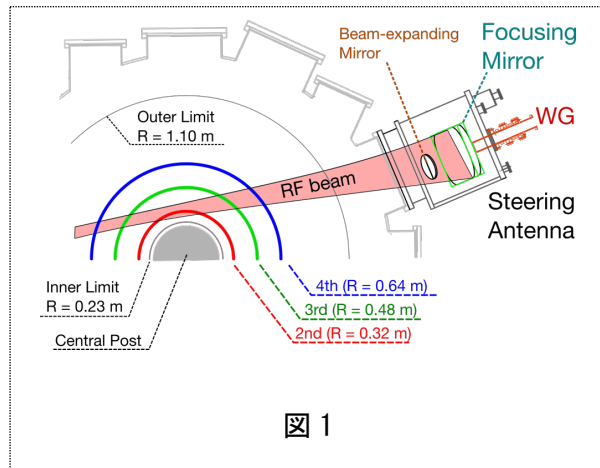 Beam-expanding
Mirror
Focusing
Mirror
WG
Outer Limit
R = 1.10 m
RF beam
Steering
Antenna
Inner Limit
R = 0.23 m
Central Post
4th (R = 0.64 m)
3rd (R = 0.48 m)
2nd (R = 0.32 m)
図 1